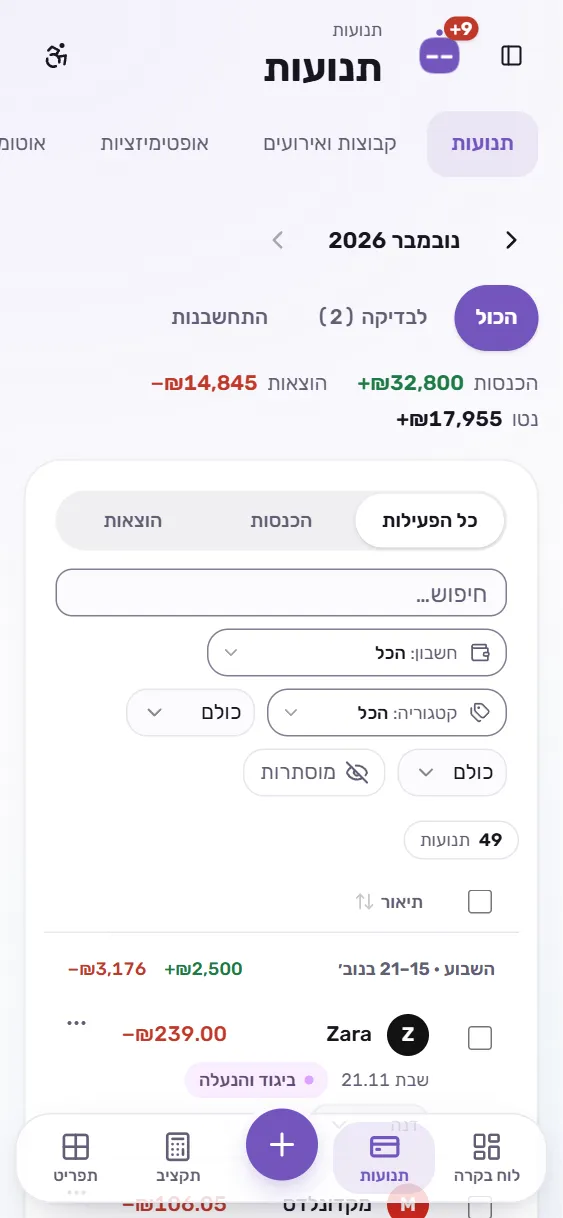 +9
תנועות
תנועות
תנועות קבוצות ואירועים אופטימיזציות אוטומ
נובמבר 2026
הכול לבדיקה (2) התחשבנות
הכנסות +₪32,800 הוצאות −₪14,845
נטו +₪17,955
כל הפעילות הכנסות הוצאות
חיפוש...
חשבון: הכל
קטגוריה: הכל כולם
כולם מוסתרות
49 תנועות
תיאור
השבוע • 15–21 בנוב׳ +₪2,500 −₪3,176
Z Zara −₪239.00 •••
שבת 21.11 ביגוד והנעלה
דנה
M מקדונלדס −₪106.05
לוח בקרה תנועות + תקציב תפריט